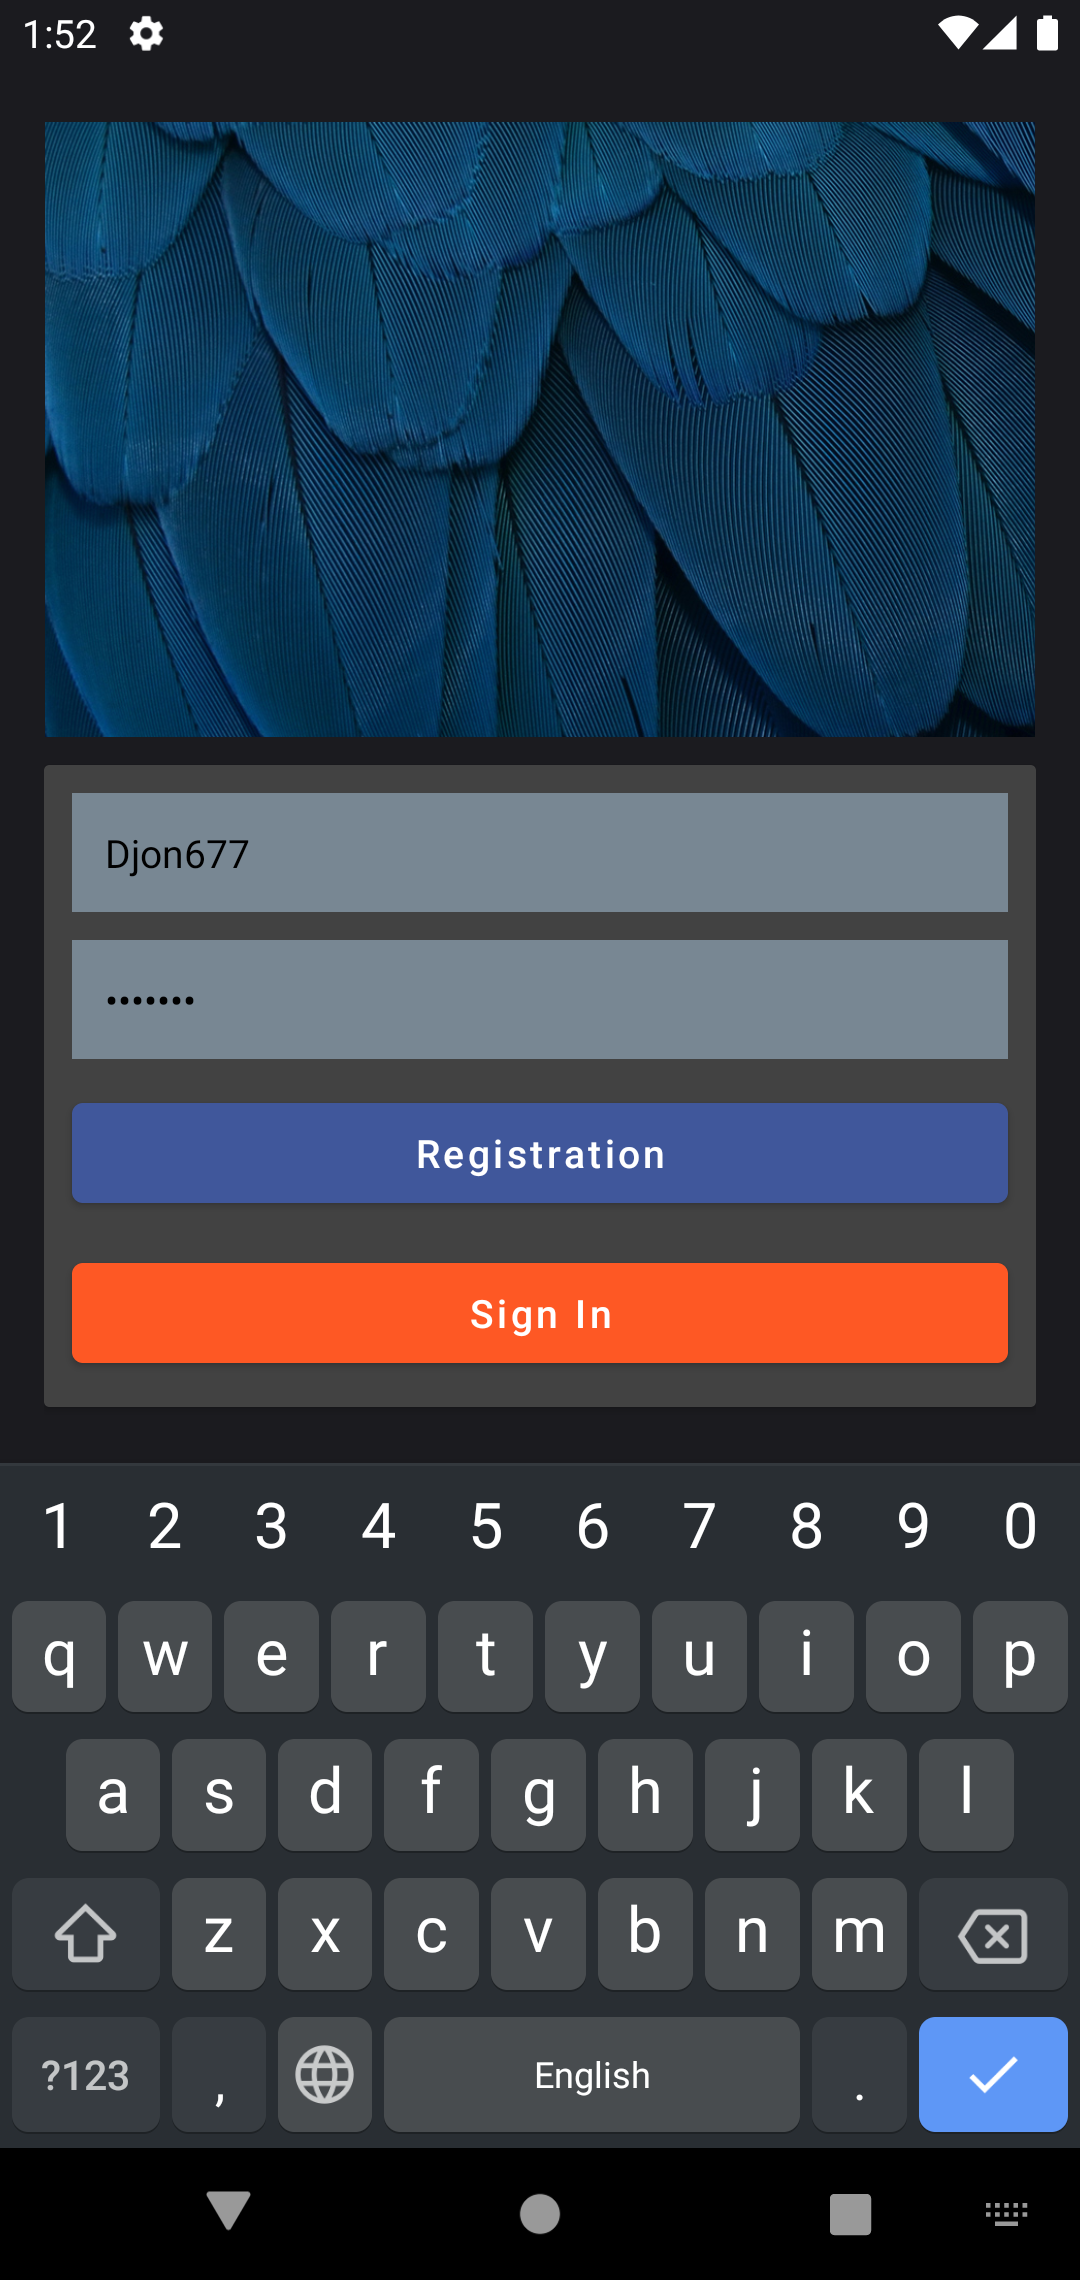 1:52
Djon677
•••••••
Registration
Sign In
1 2 3 4 5 6 7 8 9 0
q w e r t y u i o p
a s d f g h j k l
z x c v b n m
?123 , English .